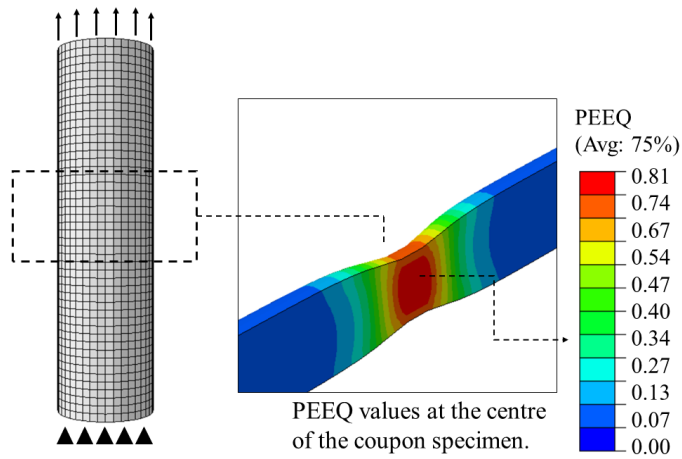 PEEQ
(Avg: 75%)
0.81
0.74
0.67
0.54
0.47
0.40
0.34
0.27
0.13
0.07
0.00
PEEQ values at the centre
of the coupon specimen.